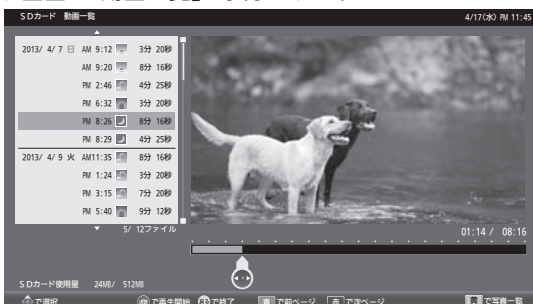 SDカード 動画一覧
4/17(水) PM 11:45
2013/ 4/ 7 日 AM 9:12 3分 20秒
AM 9:20 8分 16秒
PM 2:46 4分 25秒
PM 6:32 3分 20秒
PM 8:26 8分 16秒
PM 8:29 4分 25秒
2013/ 4/ 9 火 AM11:35 8分 16秒
PM 1:24 3分 20秒
PM 3:15 7分 20秒
PM 5:40 9分 12秒
5/ 12ファイル
01:14 / 08:16
SDカード使用量 24MB/ 512MB
で選択 で再生開始 で終了 青 で前ページ 赤 で次ページ 黄 で写真一覧